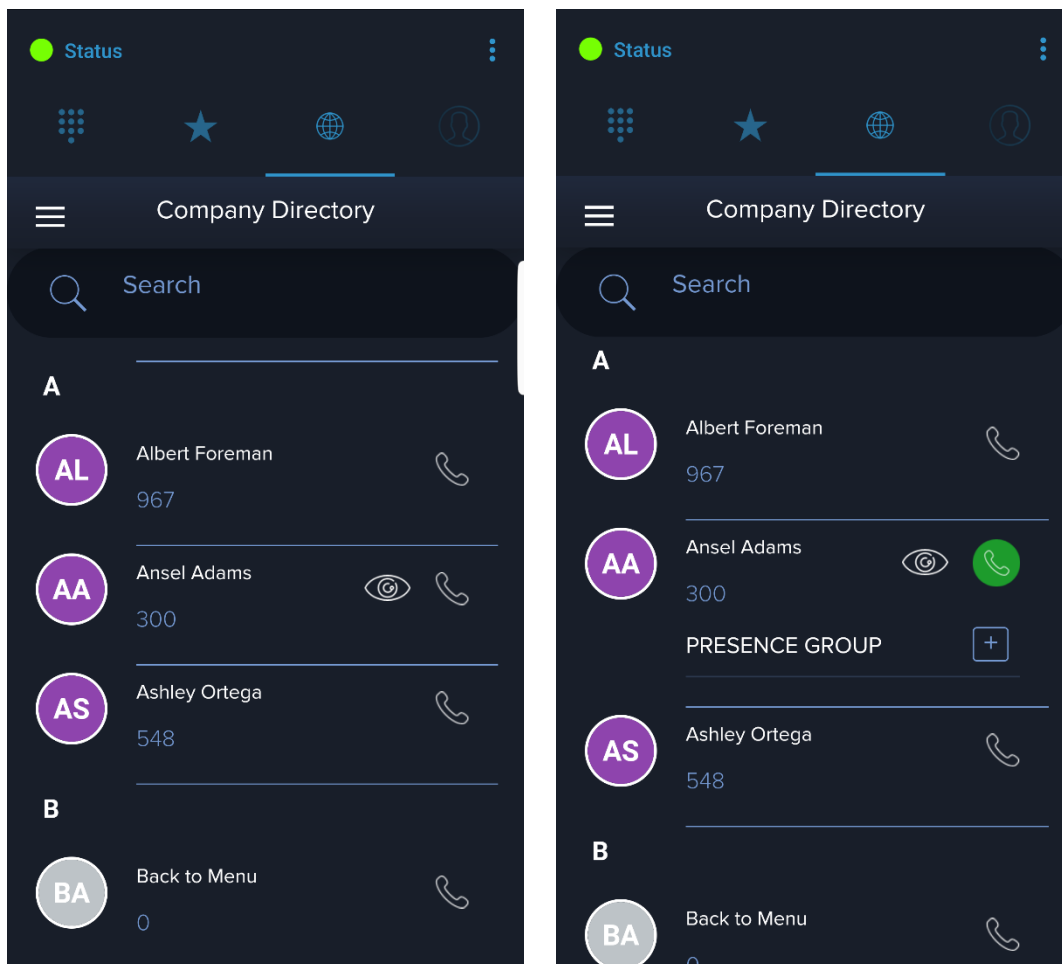 Status
Company Directory
Search
A
AL
Albert Foreman
967
AA
Ansel Adams
300
AS
Ashley Ortega
548
B
BA
Back to Menu
0
Status
Company Directory
Search
A
AL
Albert Foreman
967
AA
Ansel Adams
300
PRESENCE GROUP
+
AS
Ashley Ortega
548
B
BA
Back to Menu
0